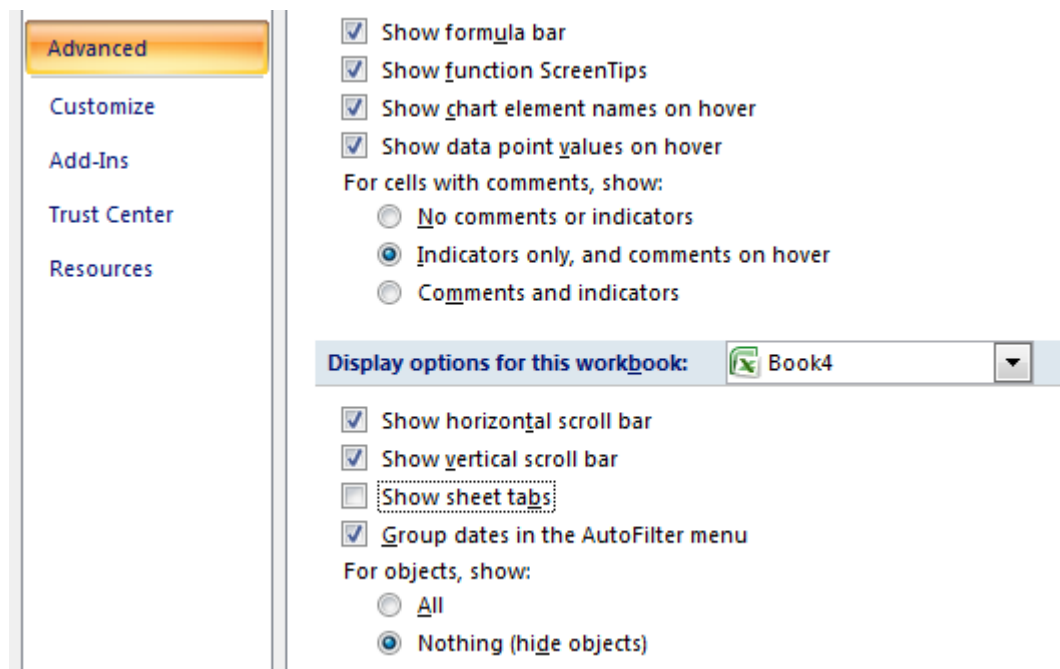 Advanced
Customize
Add-Ins
Trust Center
Resources
Show formula bar
Show function ScreenTips
Show chart element names on hover
Show data point values on hover
For cells with comments, show:
No comments or indicators
Indicators only, and comments on hover
Comments and indicators
Display options for this workbook: Book4
Show horizontal scroll bar
Show vertical scroll bar
Show sheet tabs
Group dates in the AutoFilter menu
For objects, show:
All
Nothing (hide objects)